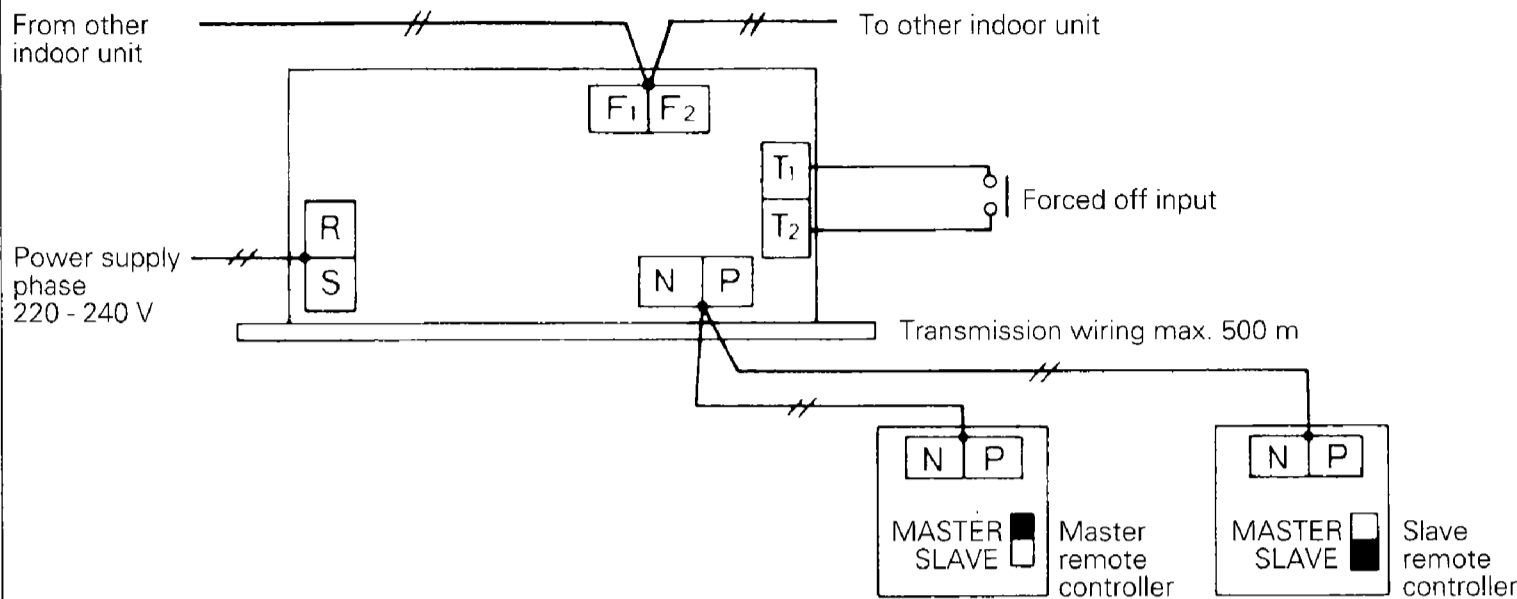 From other
indoor unit
To other indoor unit
F1 F2
T1
T2
Forced off input
R
S
Power supply
phase
220 - 240 V
N P
Transmission wiring max. 500 m
N P
MASTER
SLAVE
Master
remote
controller
N P
MASTER
SLAVE
Slave
remote
controller